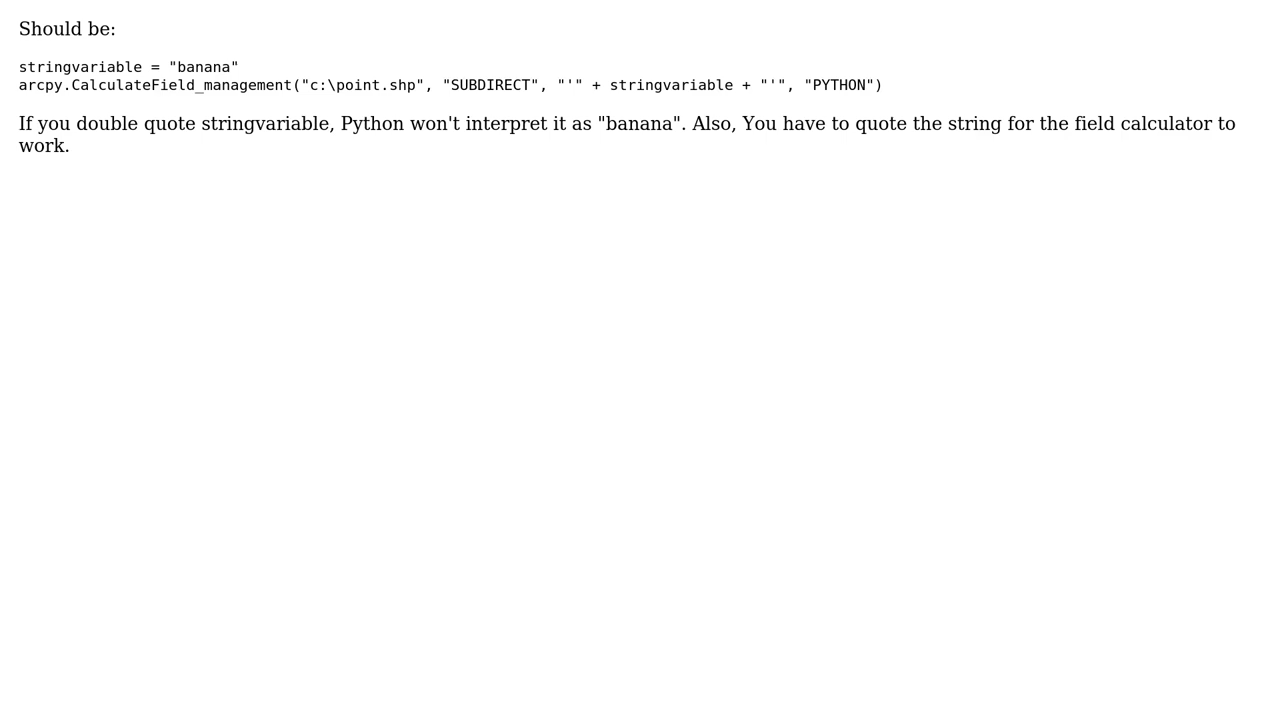 Should be:
stringvariable = "banana"
arcpy.CalculateField_management("c:\point.shp", "SUBDIRECT", "'" + stringvariable + "'", "PYTHON")
If you double quote stringvariable, Python won't interpret it as "banana". Also, You have to quote the string for the field calculator to
work.